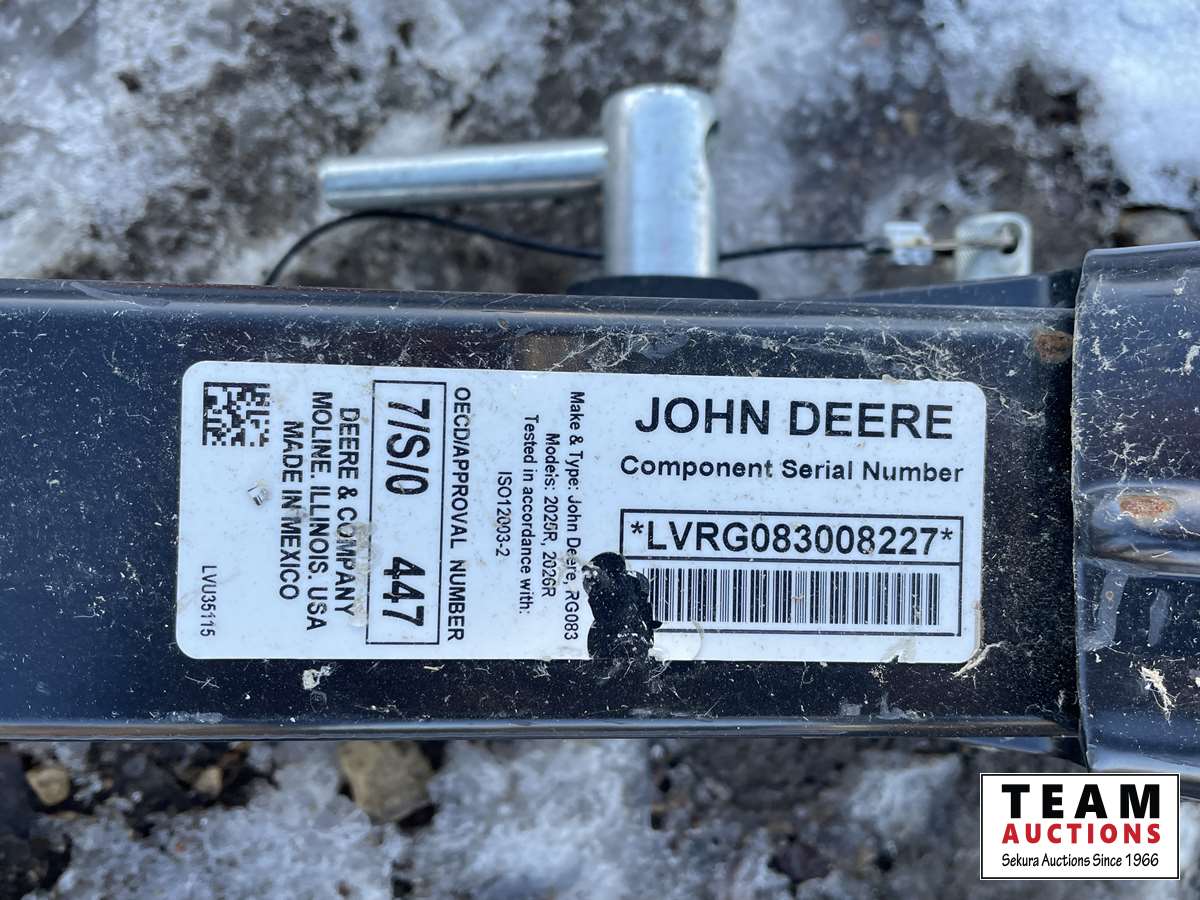 JOHN DEERE
Component Serial Number
*LVRG083008227*
Make & Type: John Deere, RG083
Models: 2025R, 2026R
Tested in accordance with:
ISO12003-2
OECD/APPROVAL NUMBER
7/S/0 447
DEERE & COMPANY
MOLINE. ILLINOIS. USA
MADE IN MEXICO
LVU35115
TEAM
AUCTIONS
Sekura Auctions Since 1966